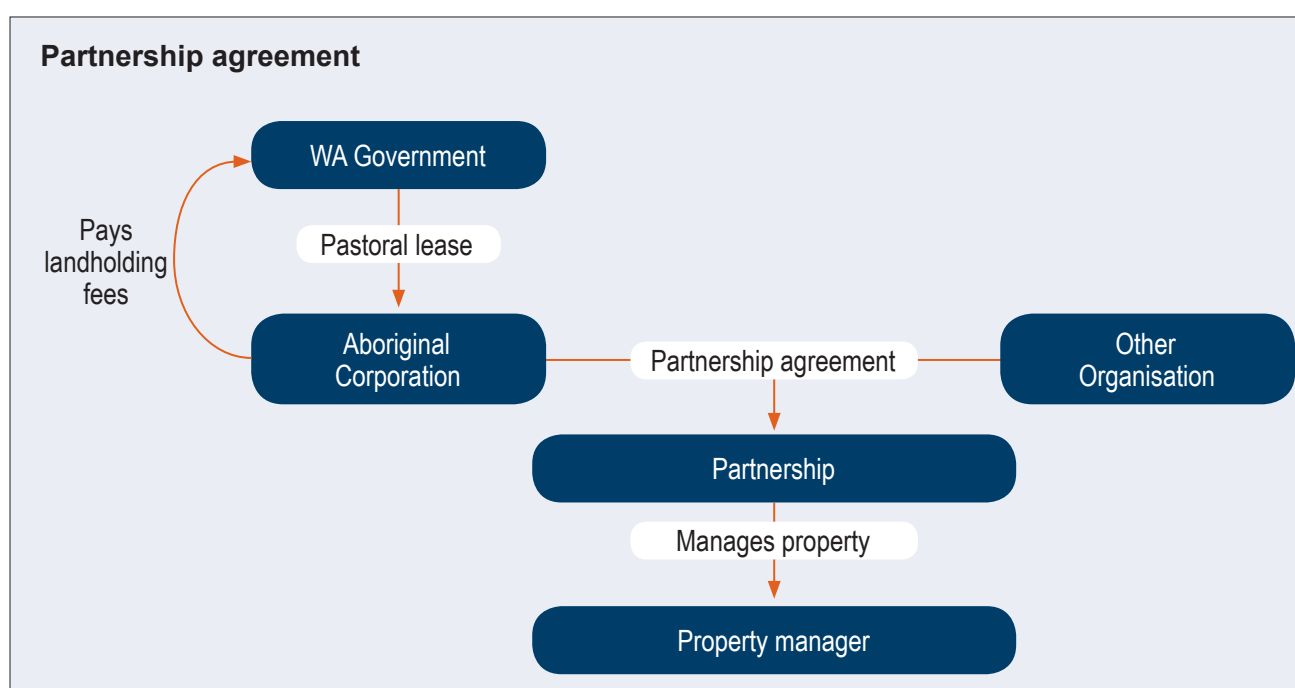 Partnership agreement
WA Government
Pays
landholding
fees
Pastoral lease
Aboriginal
Corporation
Partnership agreement
Other
Organisation
Partnership
Manages property
Property manager